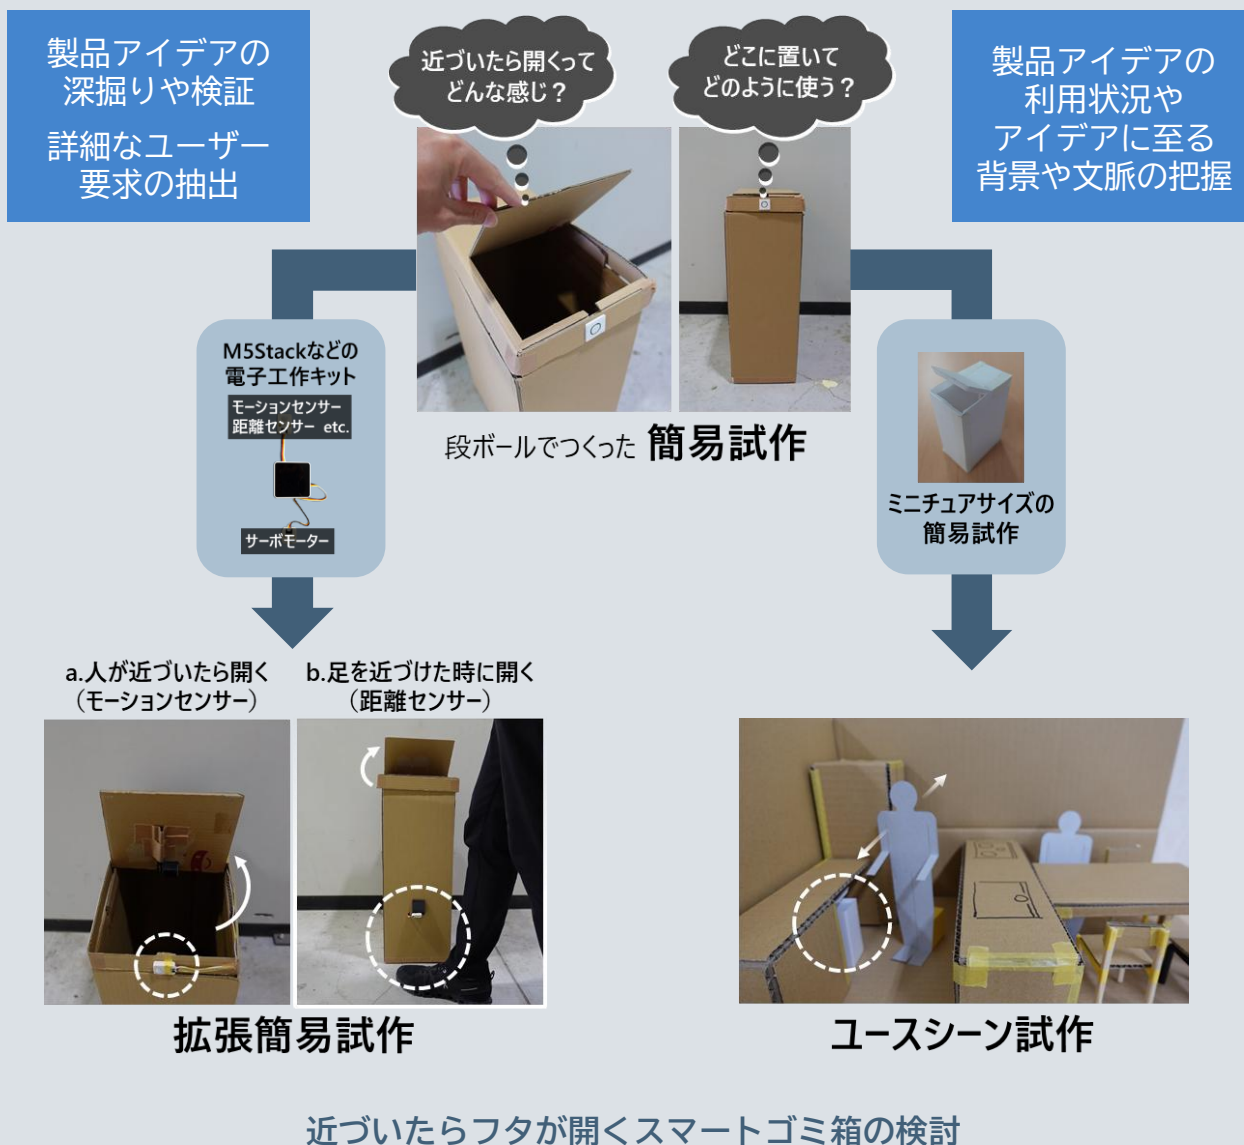 製品アイデアの
深掘りや検証
詳細なユーザー
要求の抽出
近づいたら開くって
どんな感じ？
どこに置いて
どのように使う？
製品アイデアの
利用状況や
アイデアに至る
背景や文脈の把握
M5Stackなどの
電子工作キット
モーションセンサー
距離センサー etc.
サーボモーター
段ボールでつくった 簡易試作
ミニチュアサイズの
簡易試作
a.人が近づいたら開く
（モーションセンサー）
b.足を近づけた時に開く
（距離センサー）
拡張簡易試作
ユースシーン試作
近づいたらフタが開くスマートゴミ箱の検討